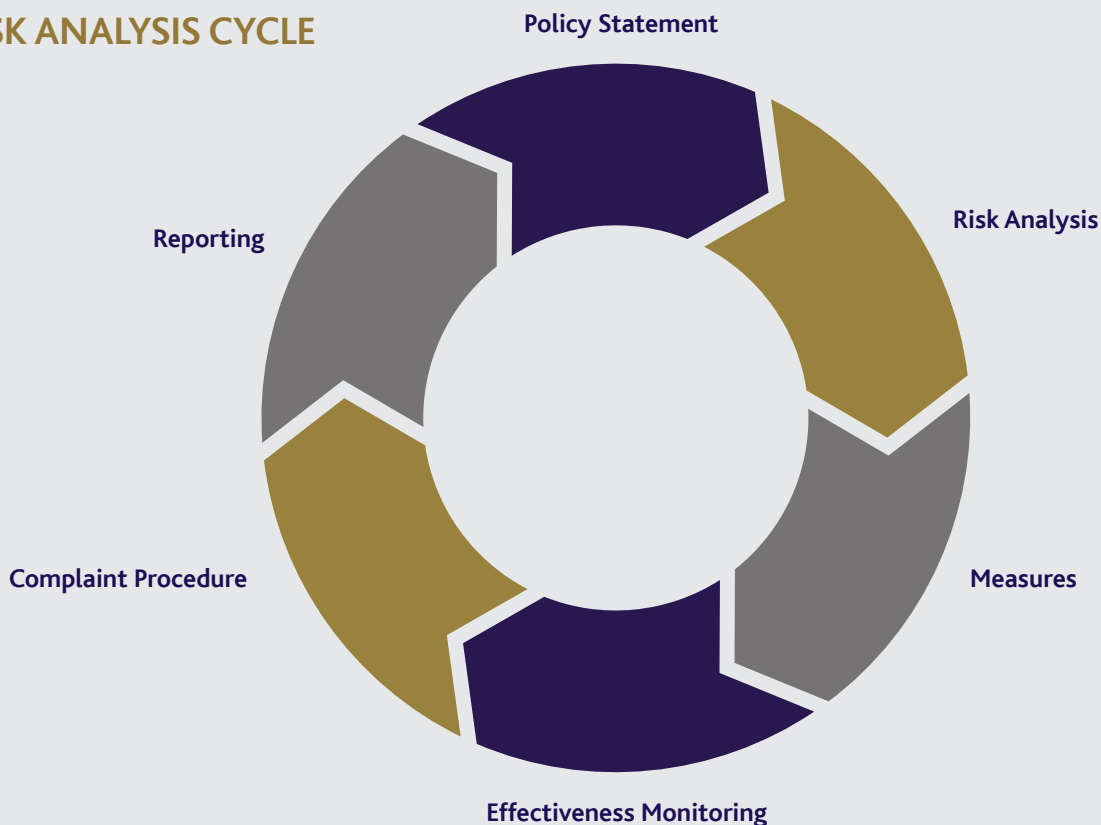 SK ANALYSIS CYCLE
Policy Statement
Risk Analysis
Reporting
Complaint Procedure
Measures
Effectiveness Monitoring